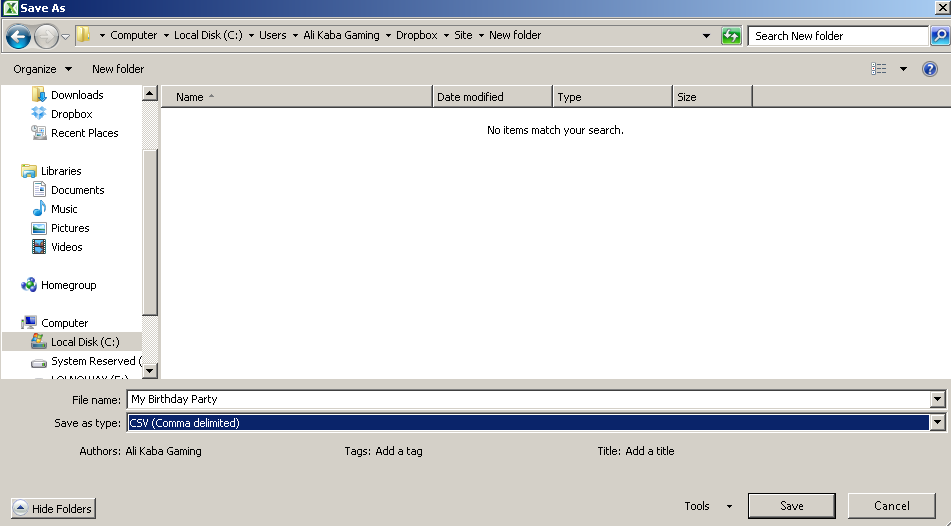 Save As
Computer Local Disk (C:) Users Ali Kaba Gaming Dropbox Site New folder
Search New folder
Organize New folder
Name Date modified Type Size
No items match your search.
Downloads
Dropbox
Recent Places
Libraries
Documents
Music
Pictures
Videos
Homegroup
Computer
Local Disk (C:)
System Reserved (
File name: My Birthday Party
Save as type: CSV (Comma delimited)
Authors: Ali Kaba Gaming Tags: Add a tag Title: Add a title
Hide Folders Tools Save Cancel